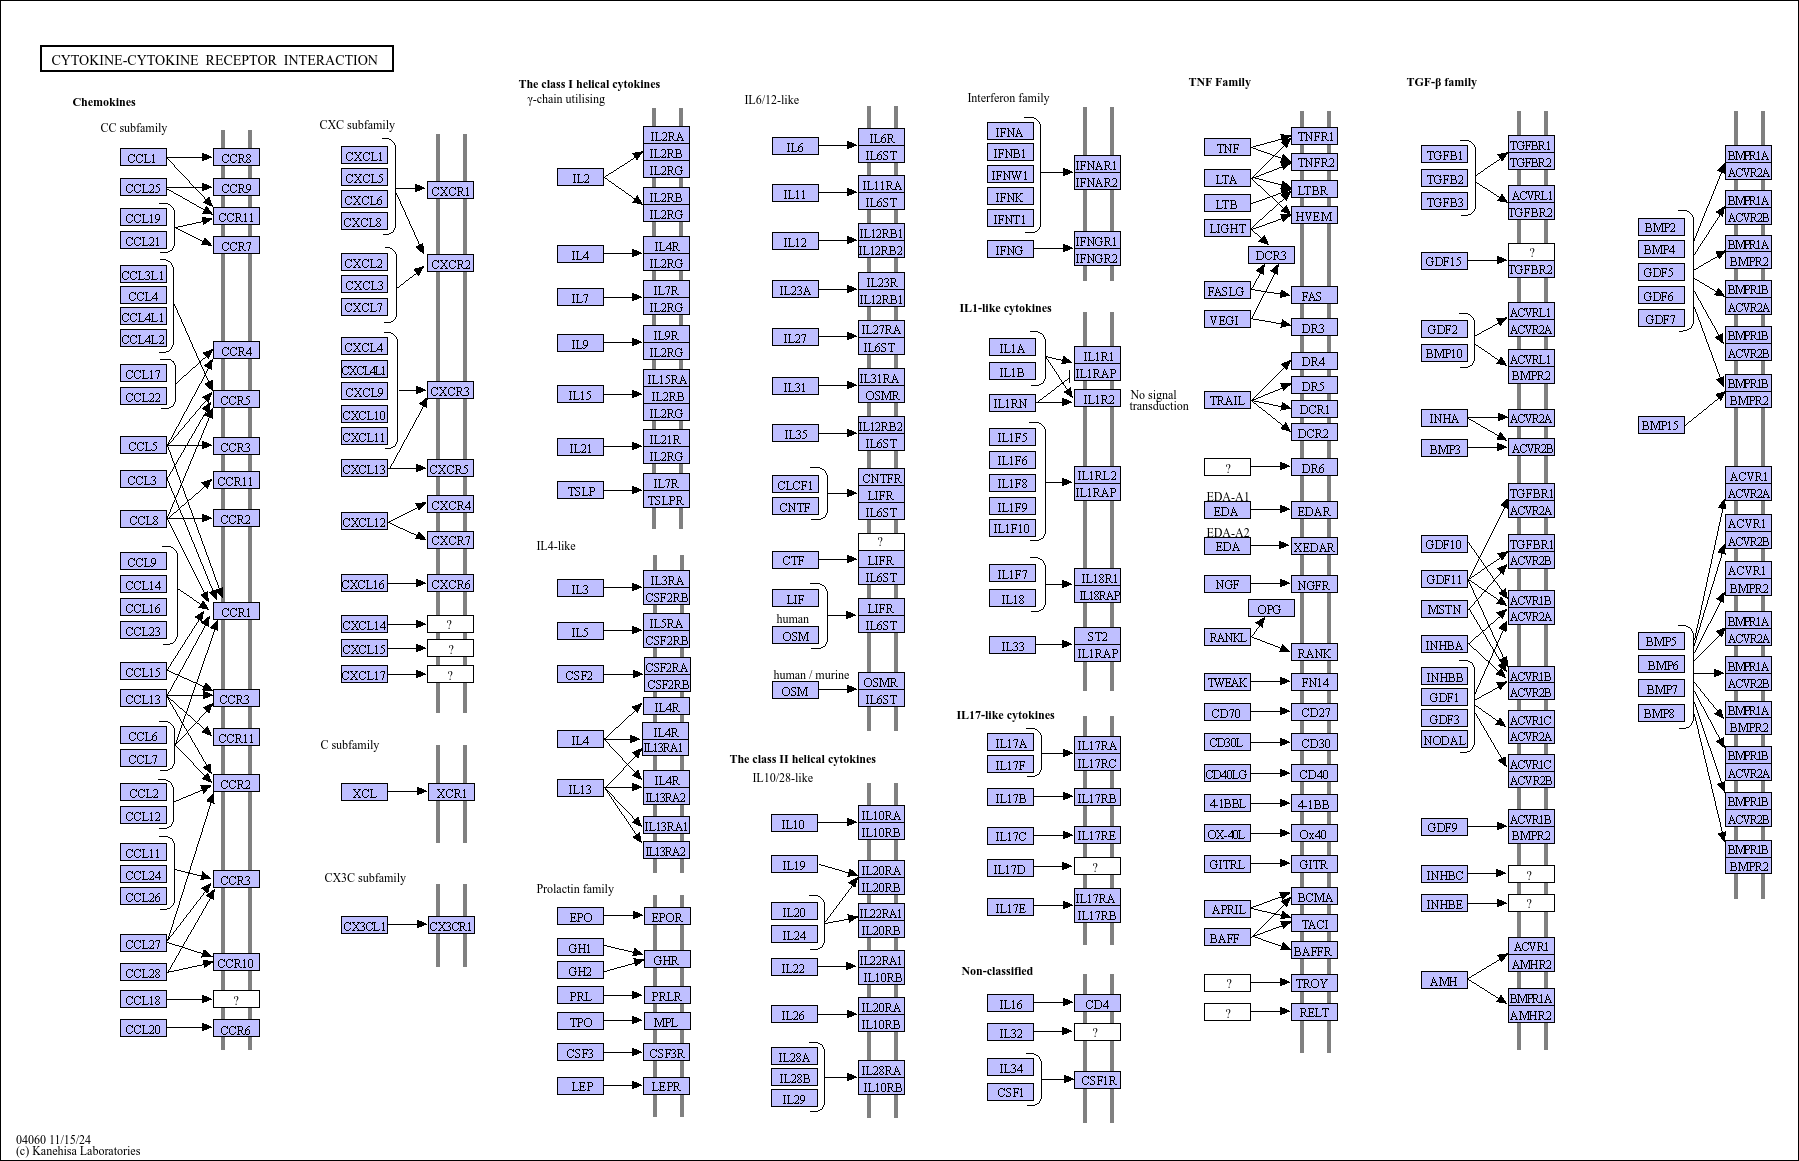 CYTOKINE-CYTOKINE RECEPTOR INTERACTION
Chemokines
CC subfamily
CCL1
CCR8
CCL25
CCR9
CCR11
CCL19
CCL21
CCR7
CCL3L1
CCL4
CCL4L1
CCL4L2
CCR4
CCL17
CCL22
CCR5
CCL5
CCR3
CCL3
CCR11
CCL8
CCR2
CCL9
CCL14
CCL16
CCL23
CCR1
CCL15
CCL13
CCR3
CCL6
CCL7
CCR11
CCR2
CCL2
CCL12
CCL11
CCL24
CCL26
CCR3
CCL27
CCR10
CCL28
CCL18
?
CCL20
CCR6
CXC subfamily
CXCL1
CXCL5
CXCL6
CXCL8
CXCR1
CXCL2
CXCL3
CXCL7
CXCR2
CXCL4
CXCL4L1
CXCL9
CXCL10
CXCL11
CXCR3
CXCL13
CXCR5
CXCL12
CXCR4
CXCR7
CXCL16
CXCR6
CXCL14
?
CXCL15
?
CXCL17
?
C subfamily
XCL
XCR1
CX3C subfamily
CX3CL1
CX3CR1
The class I helical cytokines
γ-chain utilising
IL2
IL2RA
IL2RB
IL2RG
IL2RB
IL2RG
IL4
IL4R
IL2RG
IL7
IL7R
IL2RG
IL9
IL9R
IL2RG
IL15
IL15RA
IL2RB
IL2RG
IL21
IL21R
IL2RG
TSLP
IL7R
TSLPR
IL4-like
IL3
IL3RA
CSF2RB
IL5
IL5RA
CSF2RB
CSF2
CSF2RA
CSF2RB
IL4R
IL4
IL4R
IL13RA1
IL13
IL4R
IL13RA2
IL13RA1
IL13RA2
Prolactin family
EPO
EPOR
GH1
GH2
GHR
PRL
PRLR
TPO
MPL
CSF3
CSF3R
LEP
LEPR
IL6/12-like
IL6
IL6R
IL6ST
IL11
IL11RA
IL6ST
IL12
IL12RB1
IL12RB2
IL23A
IL23R
IL12RB1
IL27
IL27RA
IL6ST
IL31
IL31RA
OSMR
IL35
IL12RB2
IL6ST
CLCF1
CNTF
CNTFR
LIFR
IL6ST
CTF
?
LIFR
IL6ST
LIF
human
OSM
LIFR
IL6ST
human / murine
OSM
OSMR
IL6ST
The class II helical cytokines
IL10/28-like
IL10
IL10RA
IL10RB
IL19
IL20RA
IL20RB
IL20
IL24
IL22RA1
IL20RB
IL22
IL22RA1
IL10RB
IL26
IL20RA
IL10RB
IL28A
IL28B
IL29
IL28RA
IL10RB
Interferon family
IFNA
IFNB1
IFNW1
IFNK
IFNT1
IFNAR1
IFNAR2
IFNG
IFNGR1
IFNGR2
IL1-like cytokines
IL1A
IL1B
IL1R1
IL1RAP
IL1RN
IL1R2
No signal
transduction
IL1F5
IL1F6
IL1F8
IL1F9
IL1F10
IL1RL2
IL1RAP
IL1F7
IL18
IL18R1
IL18RAP
IL33
ST2
IL1RAP
IL17-like cytokines
IL17A
IL17F
IL17RA
IL17RC
IL17B
IL17RB
IL17C
IL17RE
IL17D
?
IL17E
IL17RA
IL17RB
Non-classified
IL16
CD4
IL32
?
IL34
CSF1
CSF1R
TNF Family
TNF
TNFR1
TNFR2
LTA
LTBR
LTB
HVEM
LIGHT
DCR3
FASLG
FAS
VEGI
DR3
TRAIL
DR4
DR5
DCR1
DCR2
?
DR6
EDA-A1
EDA
EDAR
EDA-A2
EDA
XEDAR
NGF
NGFR
OPG
RANKL
RANK
TWEAK
FN14
CD70
CD27
CD30L
CD30
CD40LG
CD40
4-1BBL
4-1BB
OX-40L
Ox40
GITRL
GITR
APRIL
BCMA
TACI
BAFF
BAFFR
?
TROY
?
RELT
TGF-β family
TGFB1
TGFB2
TGFB3
TGFBR1
TGFBR2
ACVRL1
TGFBR2
GDF15
?
TGFBR2
GDF2
BMP10
ACVRL1
ACVR2A
ACVRL1
BMPR2
INHA
ACVR2A
BMP3
ACVR2B
TGFBR1
ACVR2A
GDF10
TGFBR1
ACVR2B
GDF11
MSTN
ACVR1B
ACVR2A
INHBA
INHBB
GDF1
GDF3
NODAL
ACVR1B
ACVR2B
ACVR1C
ACVR2A
ACVR1C
ACVR2B
GDF9
ACVR1B
BMPR2
INHBC
?
INHBE
?
AMH
ACVR1
AMHR2
BMPR1A
AMHR2
BMP2
BMP4
GDF5
GDF6
GDF7
BMPR1A
ACVR2A
BMPR1A
ACVR2B
BMPR1A
BMPR2
BMPR1B
ACVR2A
BMPR1B
ACVR2B
BMPR1B
BMPR2
BMP15
BMP5
BMP6
BMP7
BMP8
ACVR1
ACVR2A
ACVR1
ACVR2B
ACVR1
BMPR2
BMPR1A
ACVR2A
BMPR1A
ACVR2B
BMPR1A
BMPR2
BMPR1B
ACVR2A
BMPR1B
ACVR2B
BMPR1B
BMPR2
04060 11/15/24
(c) Kanehisa Laboratories